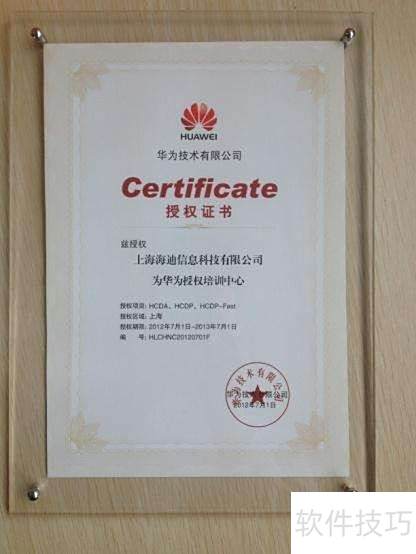 HUAWEI
华为技术有限公司
Certificate
授权证书
兹授权
上海海迪信息科技有限公司
为华为授权培训中心
授权项目: HCDA、HCDP、HCDP-Fast
授权区域: 上海
授权期限: 2012年7月1日-2013年7月1日
编 号: HLCHNC20120701F
华为技术有限公司
2012年7月1日
软件技巧